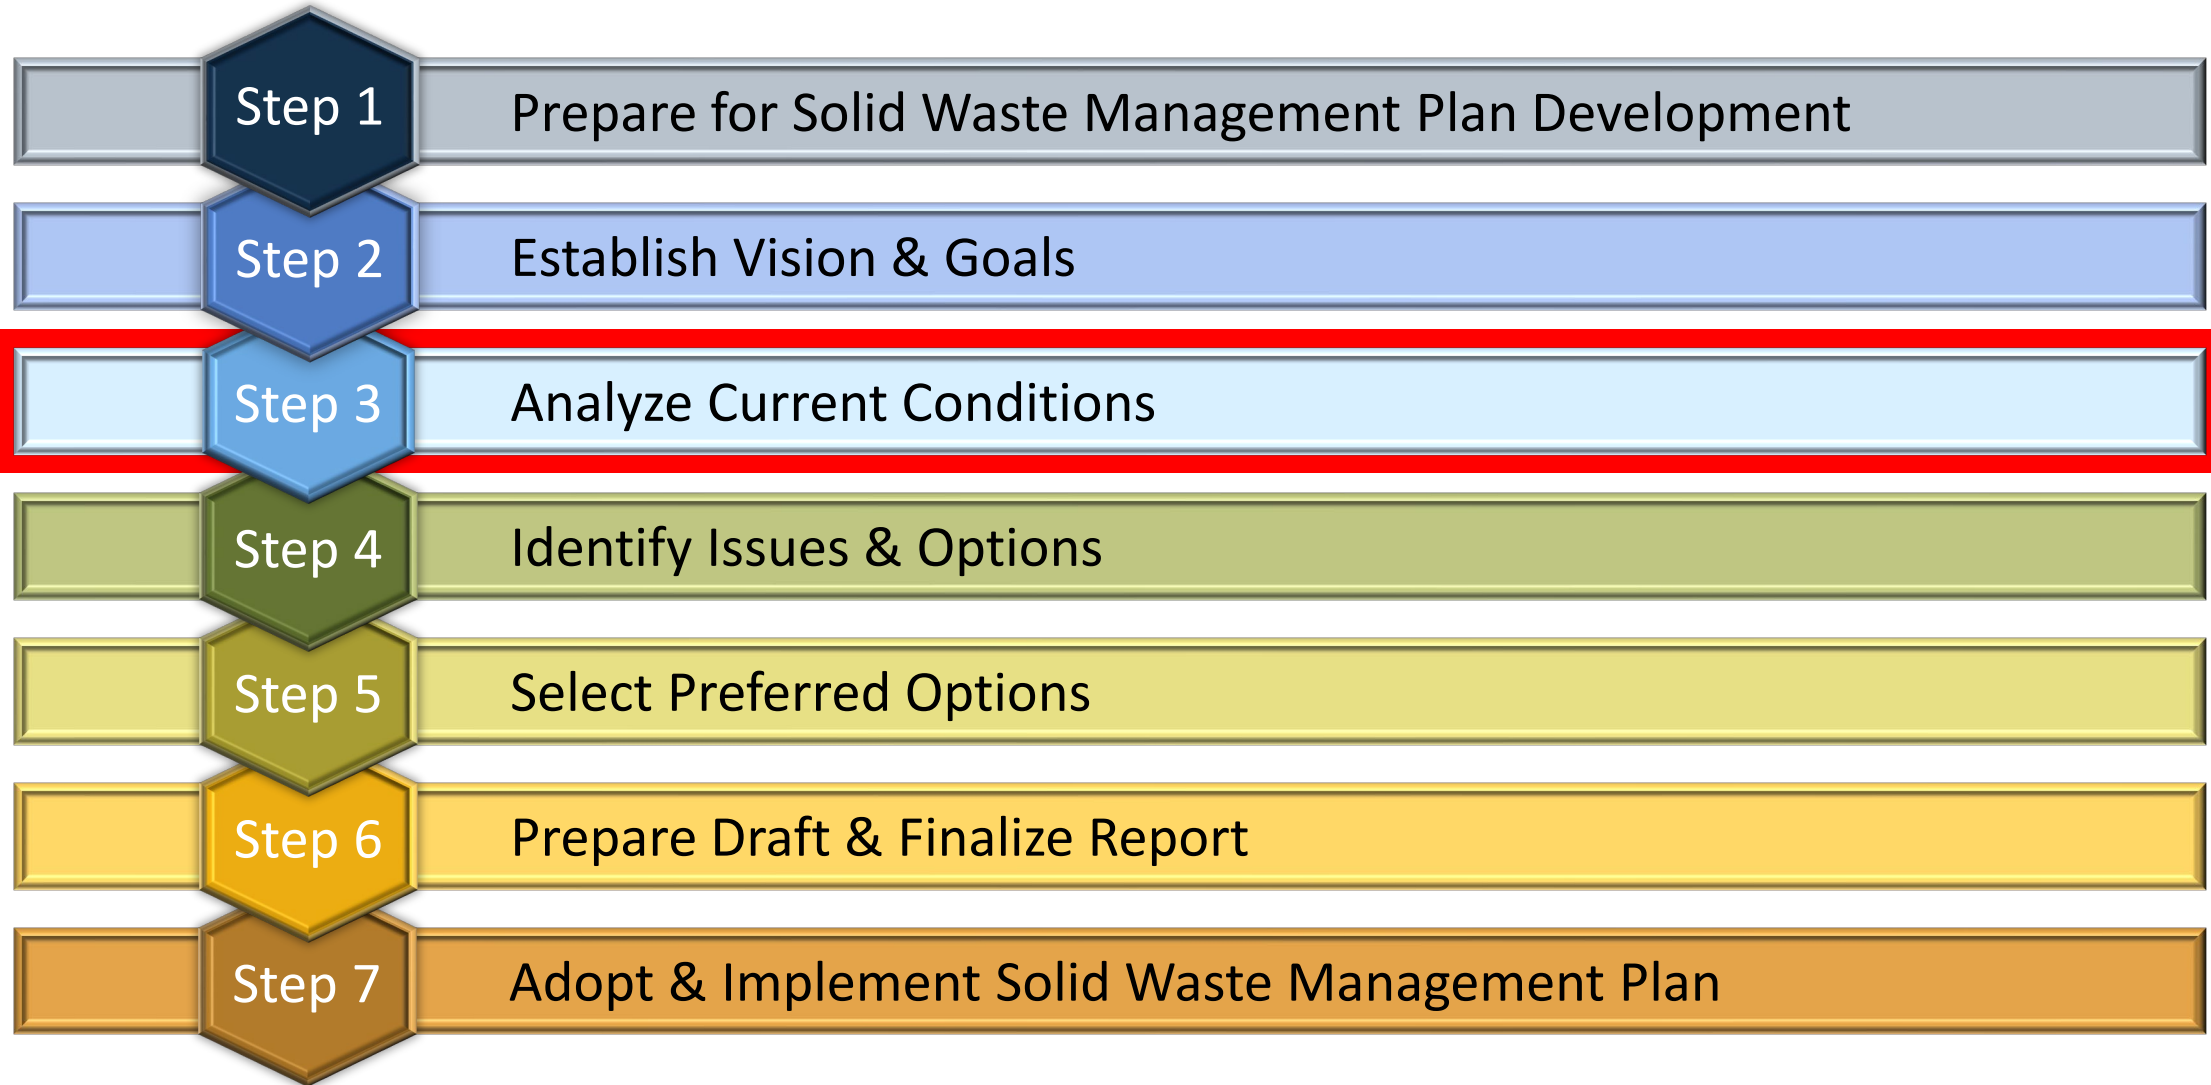 Step 1 Prepare for Solid Waste Management Plan Development
Step 2 Establish Vision & Goals
Step 3 Analyze Current Conditions
Step 4 Identify Issues & Options
Step 5 Select Preferred Options
Step 6 Prepare Draft & Finalize Report
Step 7 Adopt & Implement Solid Waste Management Plan